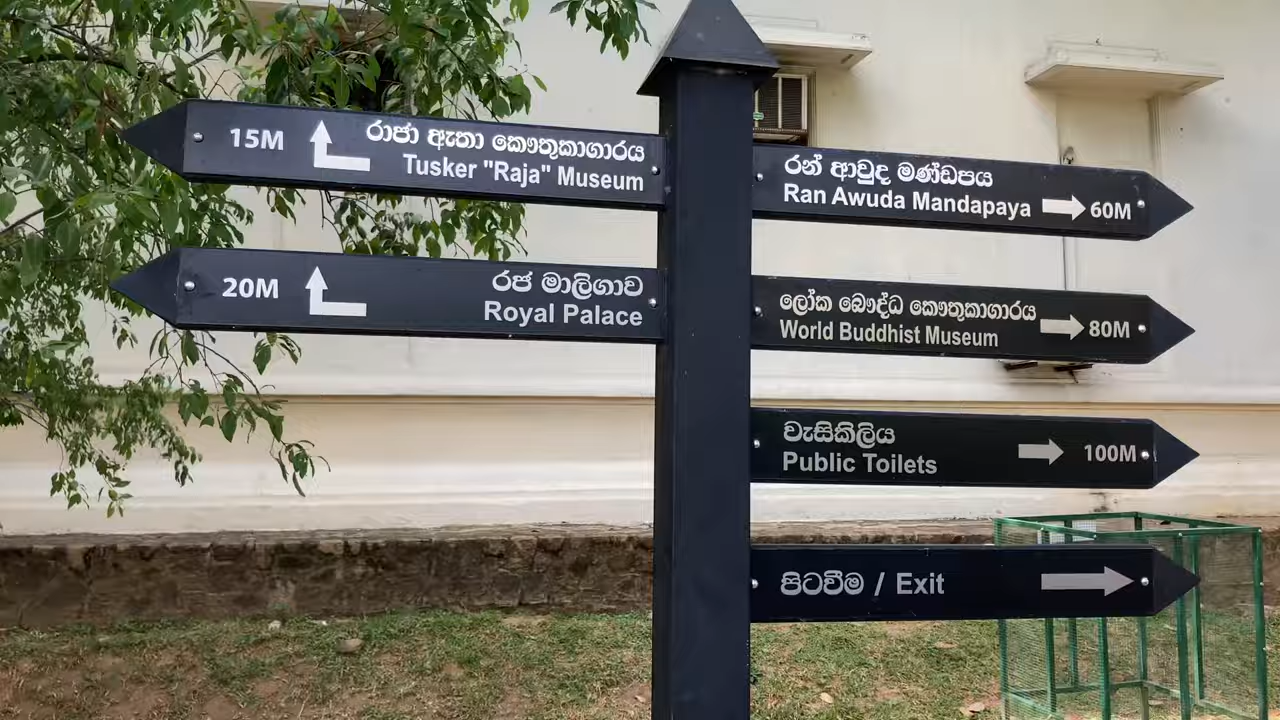 15M
රාජා ඇතා කෞතුකාගාරය
Tusker "Raja" Museum
20M
රජ මාලිගාව
Royal Palace
රන් ආවුද මණ්ඩපය
Ran Awuda Mandapaya
60M
ලෝක බෞද්ධ කෞතුකාගාරය
World Buddhist Museum
80M
වැසිකිලිය
Public Toilets
100M
පිටවීම / Exit